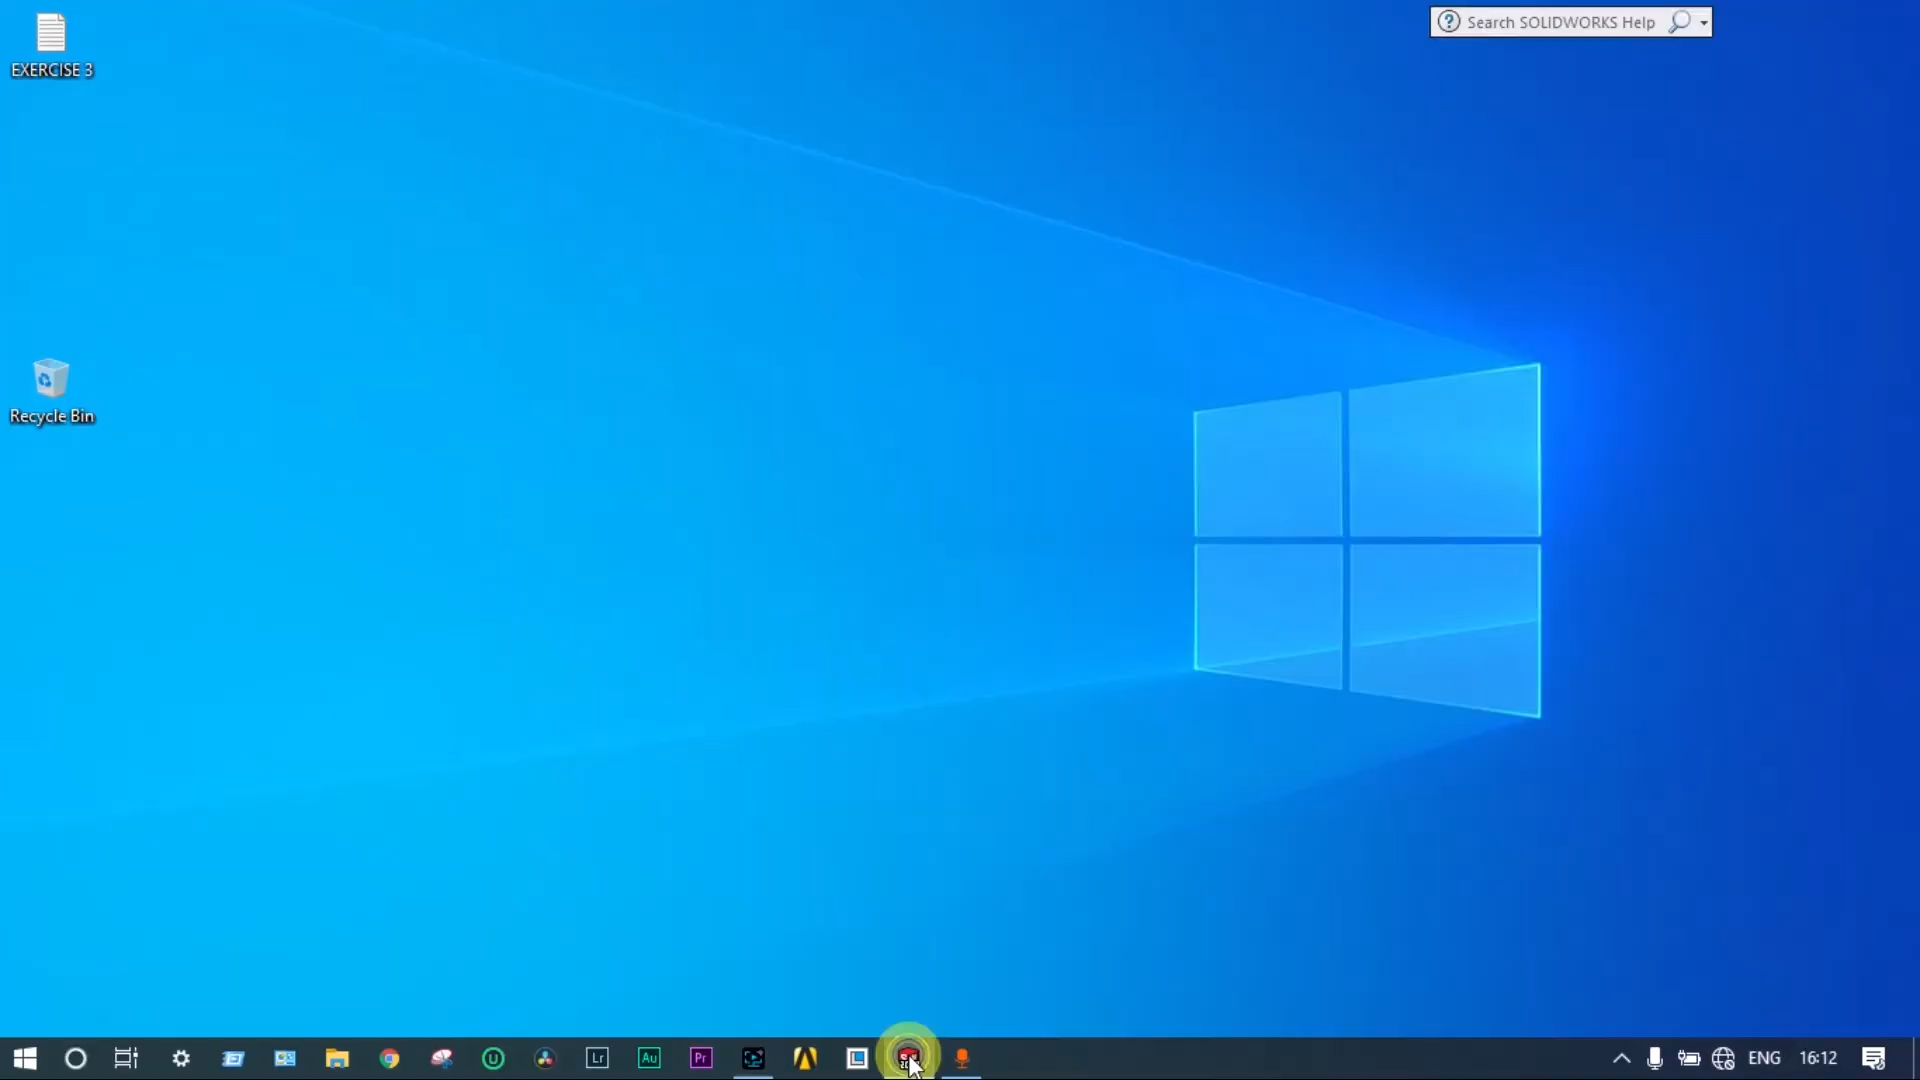 EXERCISE 3
Search SOLIDWORKS Help
Recycle Bin
Lr
Au
Pr
ENG
16:12